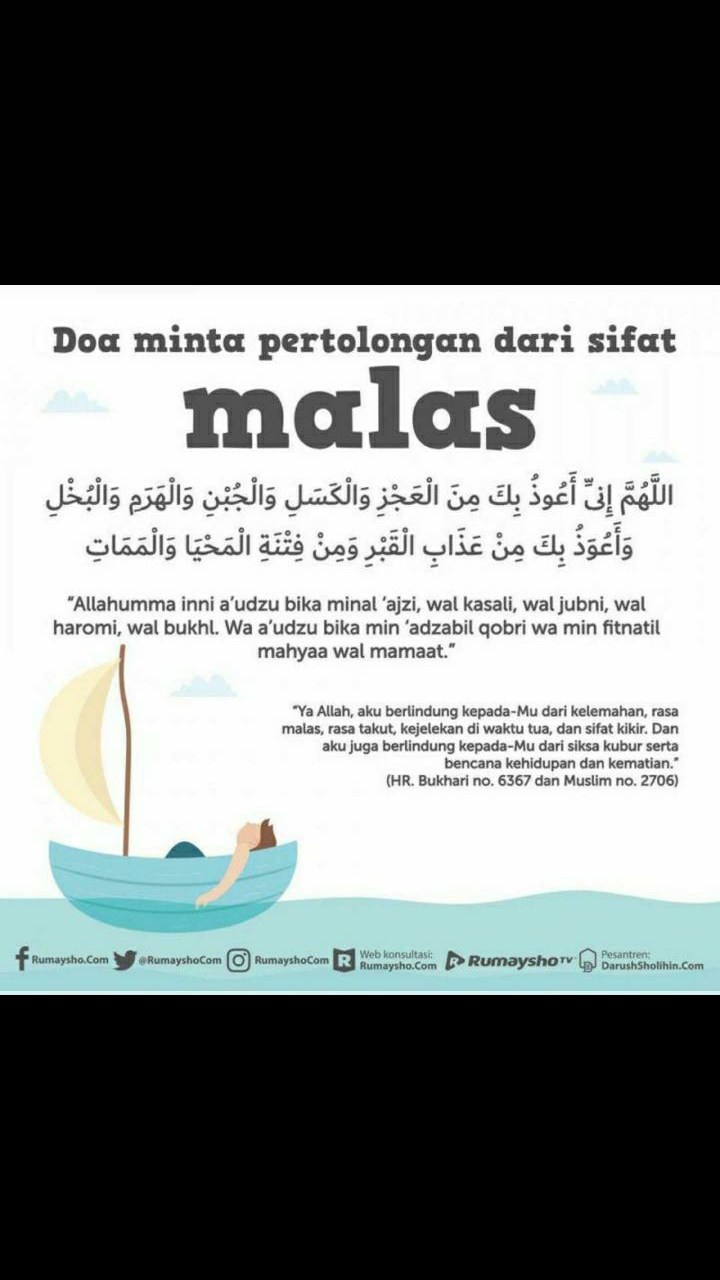 Doa minta pertolongan dari sifat
malas
اللَّهُمَّ إِنِّى أَعُوذُ بِكَ مِنَ الْعَجْزِ وَالْكَسَلِ وَالْجُبْنِ وَالْهَرَمِ وَالْبُخْلِ
وَأَعُوَذُ بِكَ مِنْ عَذَابِ الْقَبْرِ وَمِنْ فِتْنَةِ الْمَحْيَا وَالْمَمَاتِ
"Allahumma inni a'udzu bika minal 'ajzi, wal kasali, wal jubni, wal
haromi, wal bukhl. Wa a'udzu bika min 'adzabil qobri wa min fitnatil
mahyaa wal mamaat."
"Ya Allah, aku berlindung kepada-Mu dari kelemahan, rasa
malas, rasa takut, kejelekan di waktu tua, dan sifat kikir. Dan
aku juga berlindung kepada-Mu dari siksa kubur serta
bencana kehidupan dan kematian."
(HR. Bukhari no. 6367 dan Muslim no. 2706)
Rumaysho.Com
@RumayshoCom
RumayshoCom
Web konsultasi:
Rumaysho.Com
Rumaysho TV
Pesantren:
DarushSholihin.Com